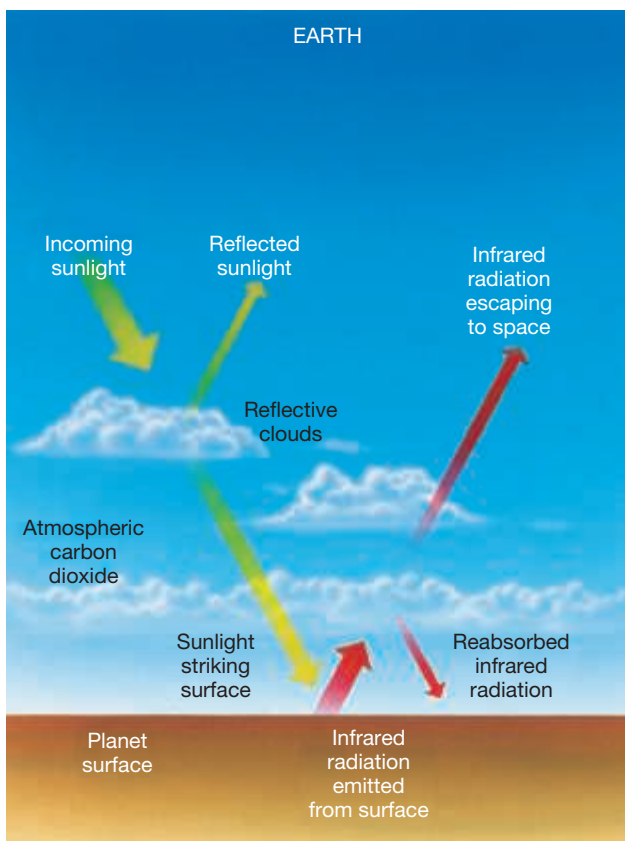 EARTH
Incoming
sunlight
Reflected
sunlight
Infrared
radiation
escaping
to space
Reflective
clouds
Atmospheric
carbon
dioxide
Sunlight
striking
surface
Reabsorbed
infrared
radiation
Planet
surface
Infrared
radiation
emitted
from surface